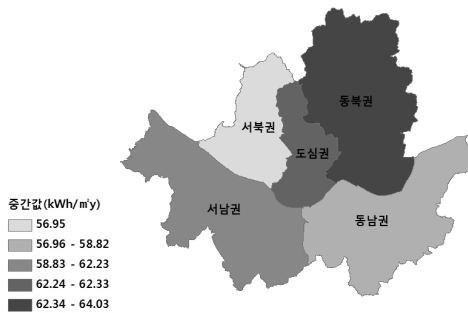 동북권
서북권
도심권
서남권
동남권
중간값(kWh/㎡y)
56.95
56.96 - 58.82
58.83 - 62.23
62.24 - 62.33
62.34 - 64.03